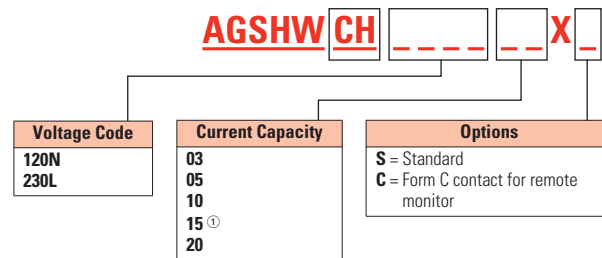 AGSHW CH _ _ _ _ _ _ X _
Voltage Code
120N
230L
Current Capacity
03
05
10
15 ①
20
Options
S = Standard
C = Form C contact for remote
monitor